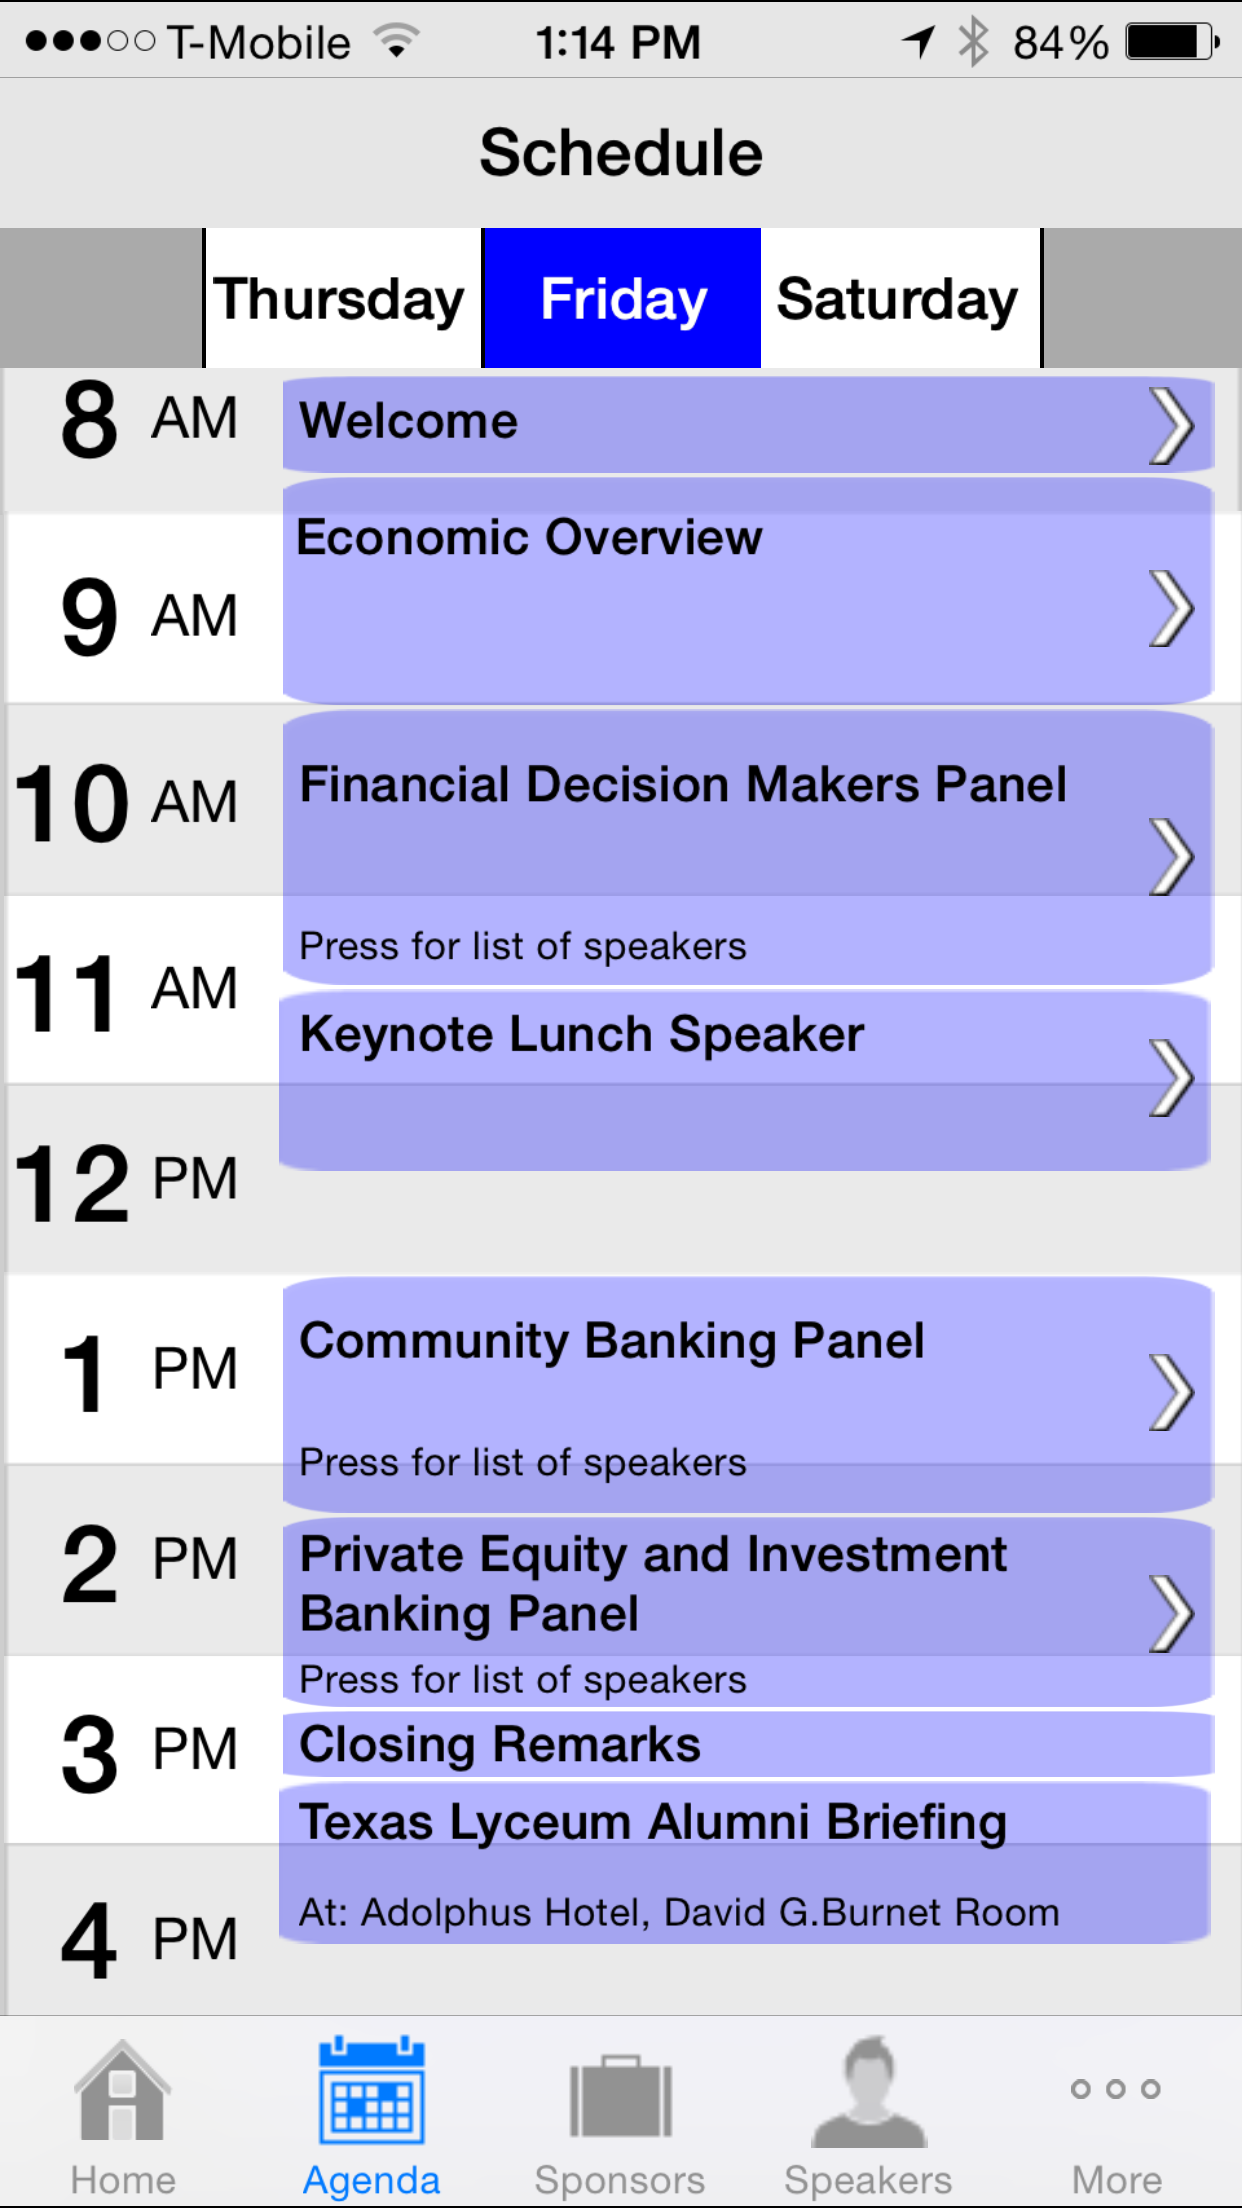 T-Mobile 1:14 PM 84%
Schedule
Thursday Friday Saturday
8 AM Welcome
Economic Overview
9 AM
10 AM Financial Decision Makers Panel
Press for list of speakers
11 AM
Keynote Lunch Speaker
12 PM
1 PM Community Banking Panel
Press for list of speakers
2 PM Private Equity and Investment
Banking Panel
Press for list of speakers
3 PM Closing Remarks
Texas Lyceum Alumni Briefing
At: Adolphus Hotel, David G.Burnet Room
4 PM
Home Agenda Sponsors Speakers More